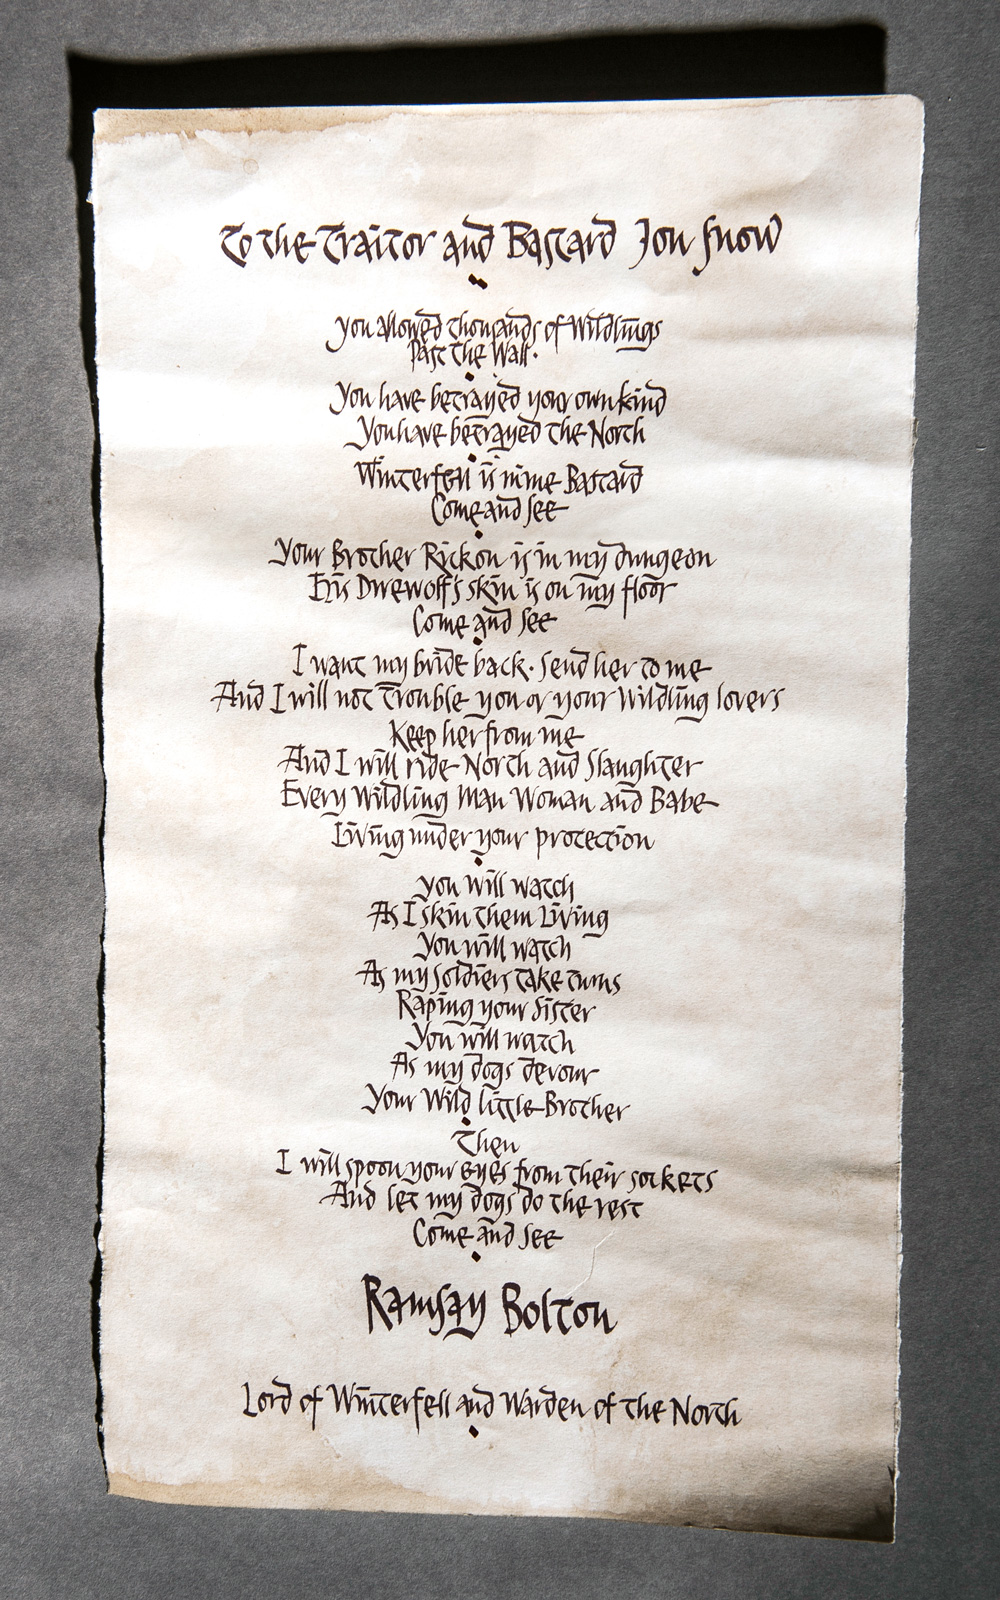 To the Traitor and Bastard Jon Snow
You allowed thousands of Wildlings
Past the Wall.
You have betrayed your own kind
You have betrayed the North
Winterfell is mine Bastard
Come and See
Your Brother Rickon is in my dungeon
His Direwolf's skin is on my floor
Come and See
I want my bride back. Send her to me
And I will not Trouble you or your Wildling lovers
Keep her from me
And I will ride North and Slaughter
Every Wildling Man Woman and Babe
Living under your protection
You will watch
As I skin them Living
You will watch
As my Soldiers take turns
Raping your Sister
You will watch
As my dogs devour
Your Wild little Brother
Then
I will spoon your eyes from their sockets
And let my dogs do the rest
Come and See
Ramsay Bolton
Lord of Winterfell and Warden of the North